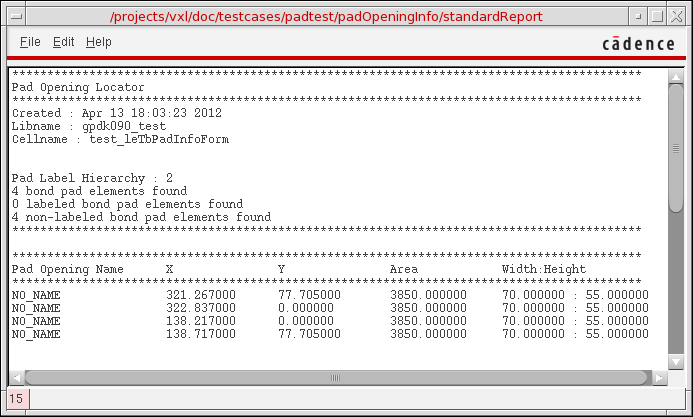 /projects/vxl/doc/testcases/padtest/padOpeningInfo/standardReport
File Edit Help
cādence
*********************************************************************************
Pad Opening Locator
*********************************************************************************
Created : Apr 13 18:03:23 2012
Libname : gpdk090_test
Cellname : test_leTbPadInfoForm
Pad Label Hierarchy : 2
4 bond pad elements found
0 labeled bond pad elements found
4 non-labeled bond pad elements found
*********************************************************************************
*********************************************************************************
Pad Opening Name X Y Area Width:Height
*********************************************************************************
NO_NAME 321.267000 77.705000 3850.000000 70.000000 : 55.000000
NO_NAME 322.837000 0.000000 3850.000000 70.000000 : 55.000000
NO_NAME 138.217000 0.000000 3850.000000 70.000000 : 55.000000
NO_NAME 138.717000 77.705000 3850.000000 70.000000 : 55.000000
15